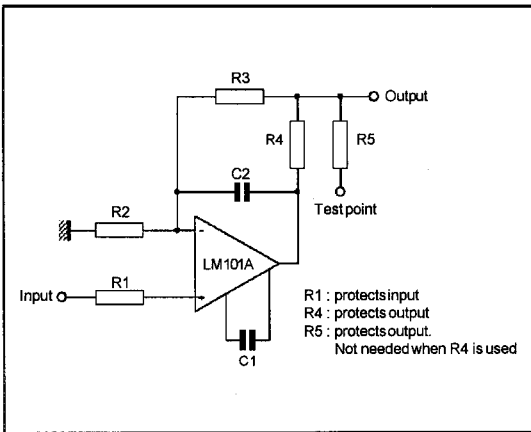 R3
Output
R4
R5
C2
Test point
R2
-
LM101A
+
Input
R1
C1
R1 : protects input
R4 : protects output
R5 : protects output.
Not needed when R4 is used